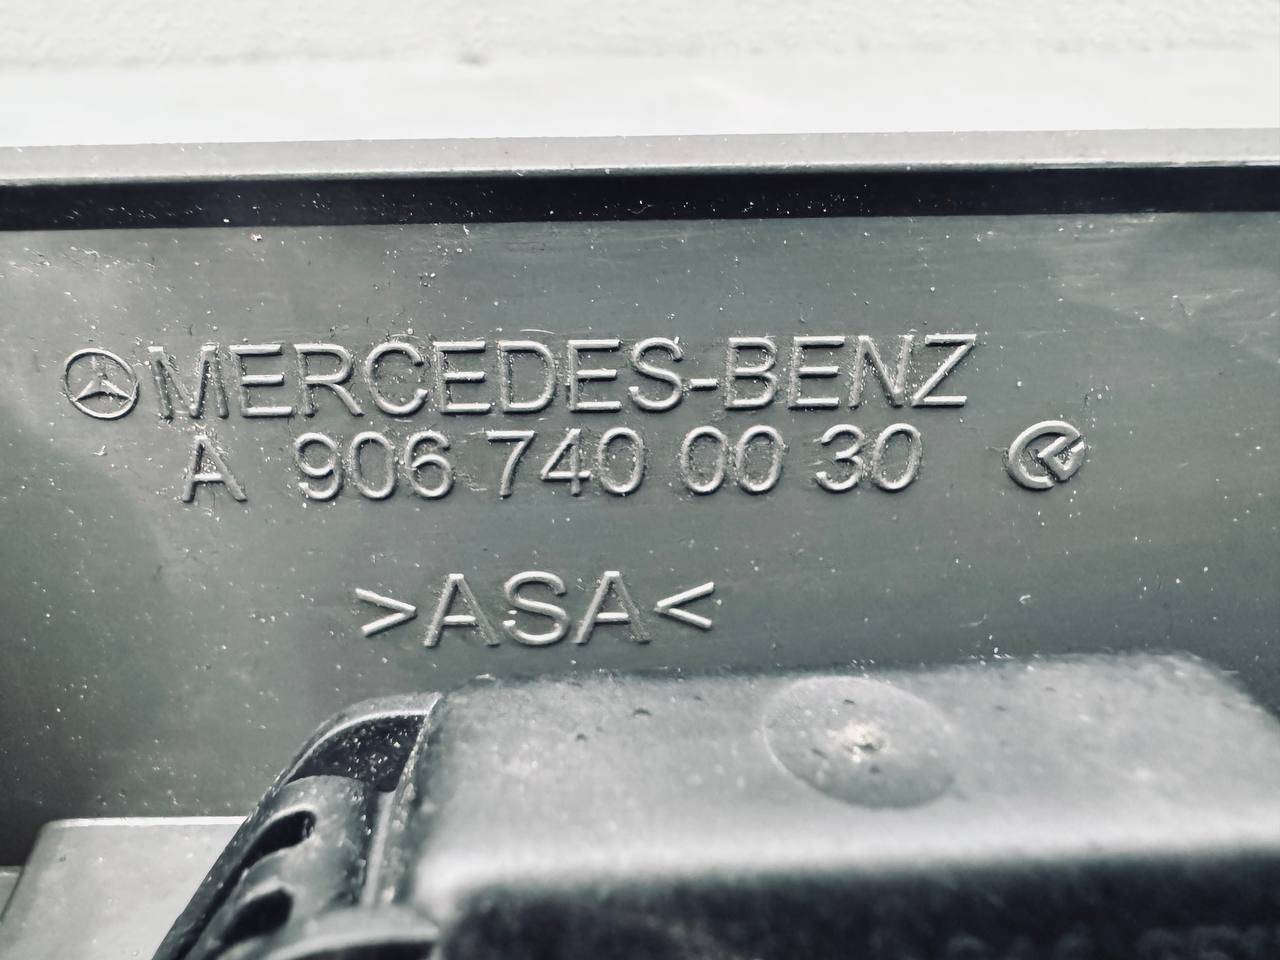 MERCEDES-BENZ
A 906 740 00 30
>ASA<